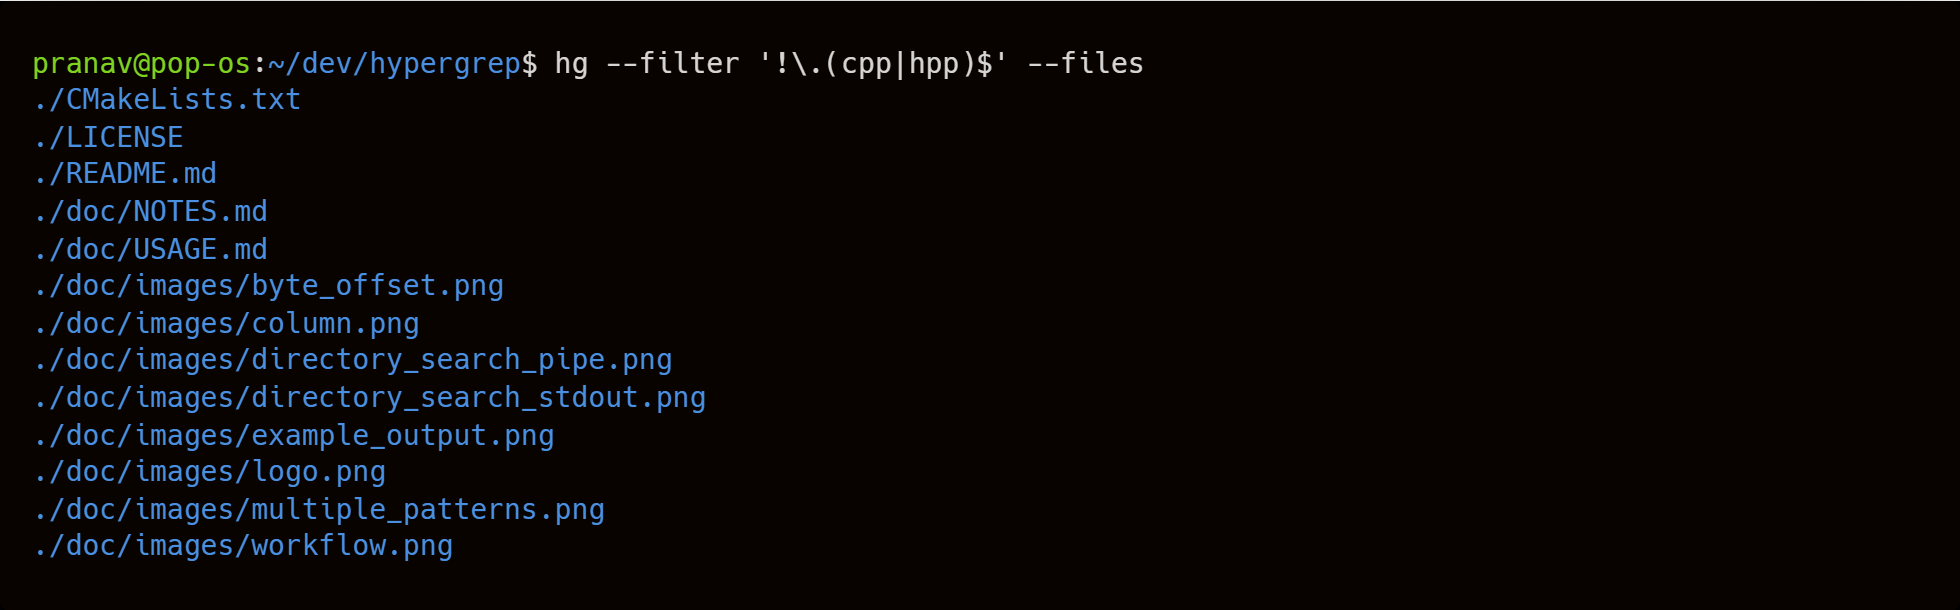 pranav@pop-os:~/dev/hypergrep$ hg --filter '!\.(cpp|hpp)$' --files
./CMakeLists.txt
./LICENSE
./README.md
./doc/NOTES.md
./doc/USAGE.md
./doc/images/byte_offset.png
./doc/images/column.png
./doc/images/directory_search_pipe.png
./doc/images/directory_search_stdout.png
./doc/images/example_output.png
./doc/images/logo.png
./doc/images/multiple_patterns.png
./doc/images/workflow.png